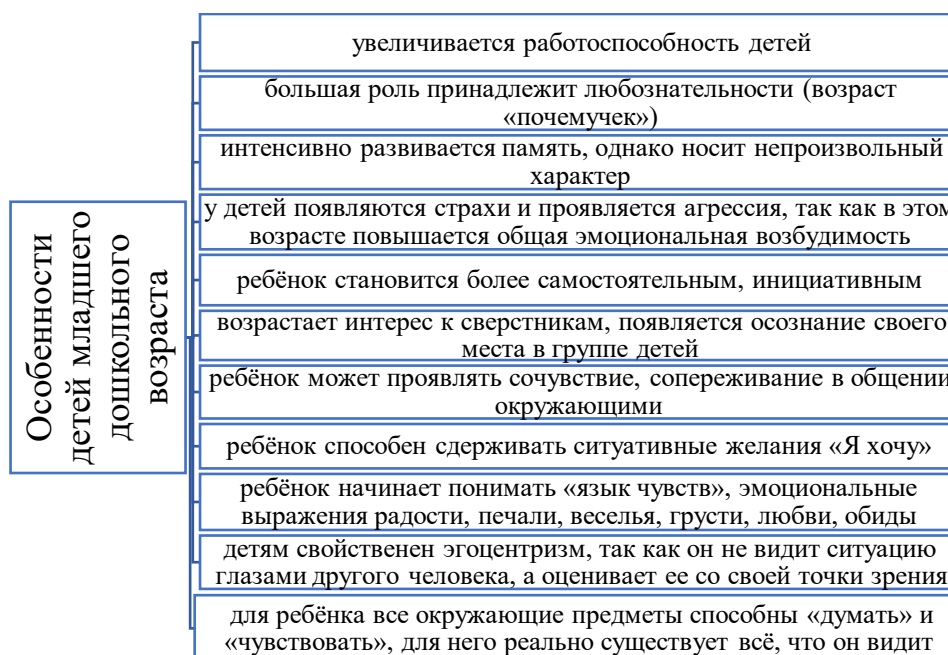 Особенности
детей младшего
дошкольного
возраста
увеличивается работоспособность детей
большая роль принадлежит любознательности (возраст
«почемучек»)
интенсивно развивается память, однако носит непроизвольный
характер
у детей появляются страхи и проявляется агрессия, так как в этом
возрасте повышается общая эмоциональная возбудимость
ребёнок становится более самостоятельным, инициативным
возрастает интерес к сверстникам, появляется осознание своего
места в группе детей
ребёнок может проявлять сочувствие, сопереживание в общении
окружающими
ребёнок способен сдерживать ситуативные желания «Я хочу»
ребёнок начинает понимать «язык чувств», эмоциональные
выражения радости, печали, веселья, грусти, любви, обиды
детям свойственен эгоцентризм, так как он не видит ситуацию
глазами другого человека, а оценивает ее со своей точки зрения
для ребёнка все окружающие предметы способны «думать» и
«чувствовать», для него реально существует всё, что он видит